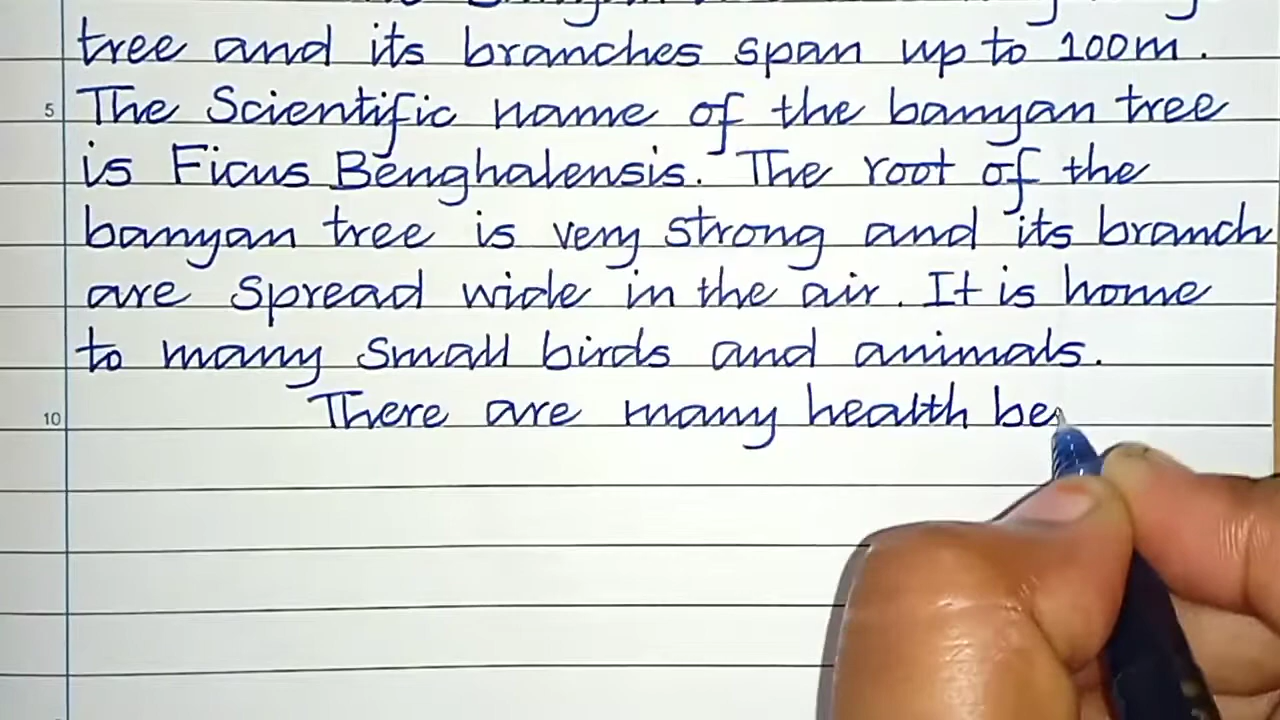 tree and its branches span up to 100m.
5 The Scientific name of the banyan tree
is Ficus Benghalensis. The root of the
banyan tree is very strong and its branch
are spread wide in the air. It is home
to many small birds and animals.
10 There are many health be